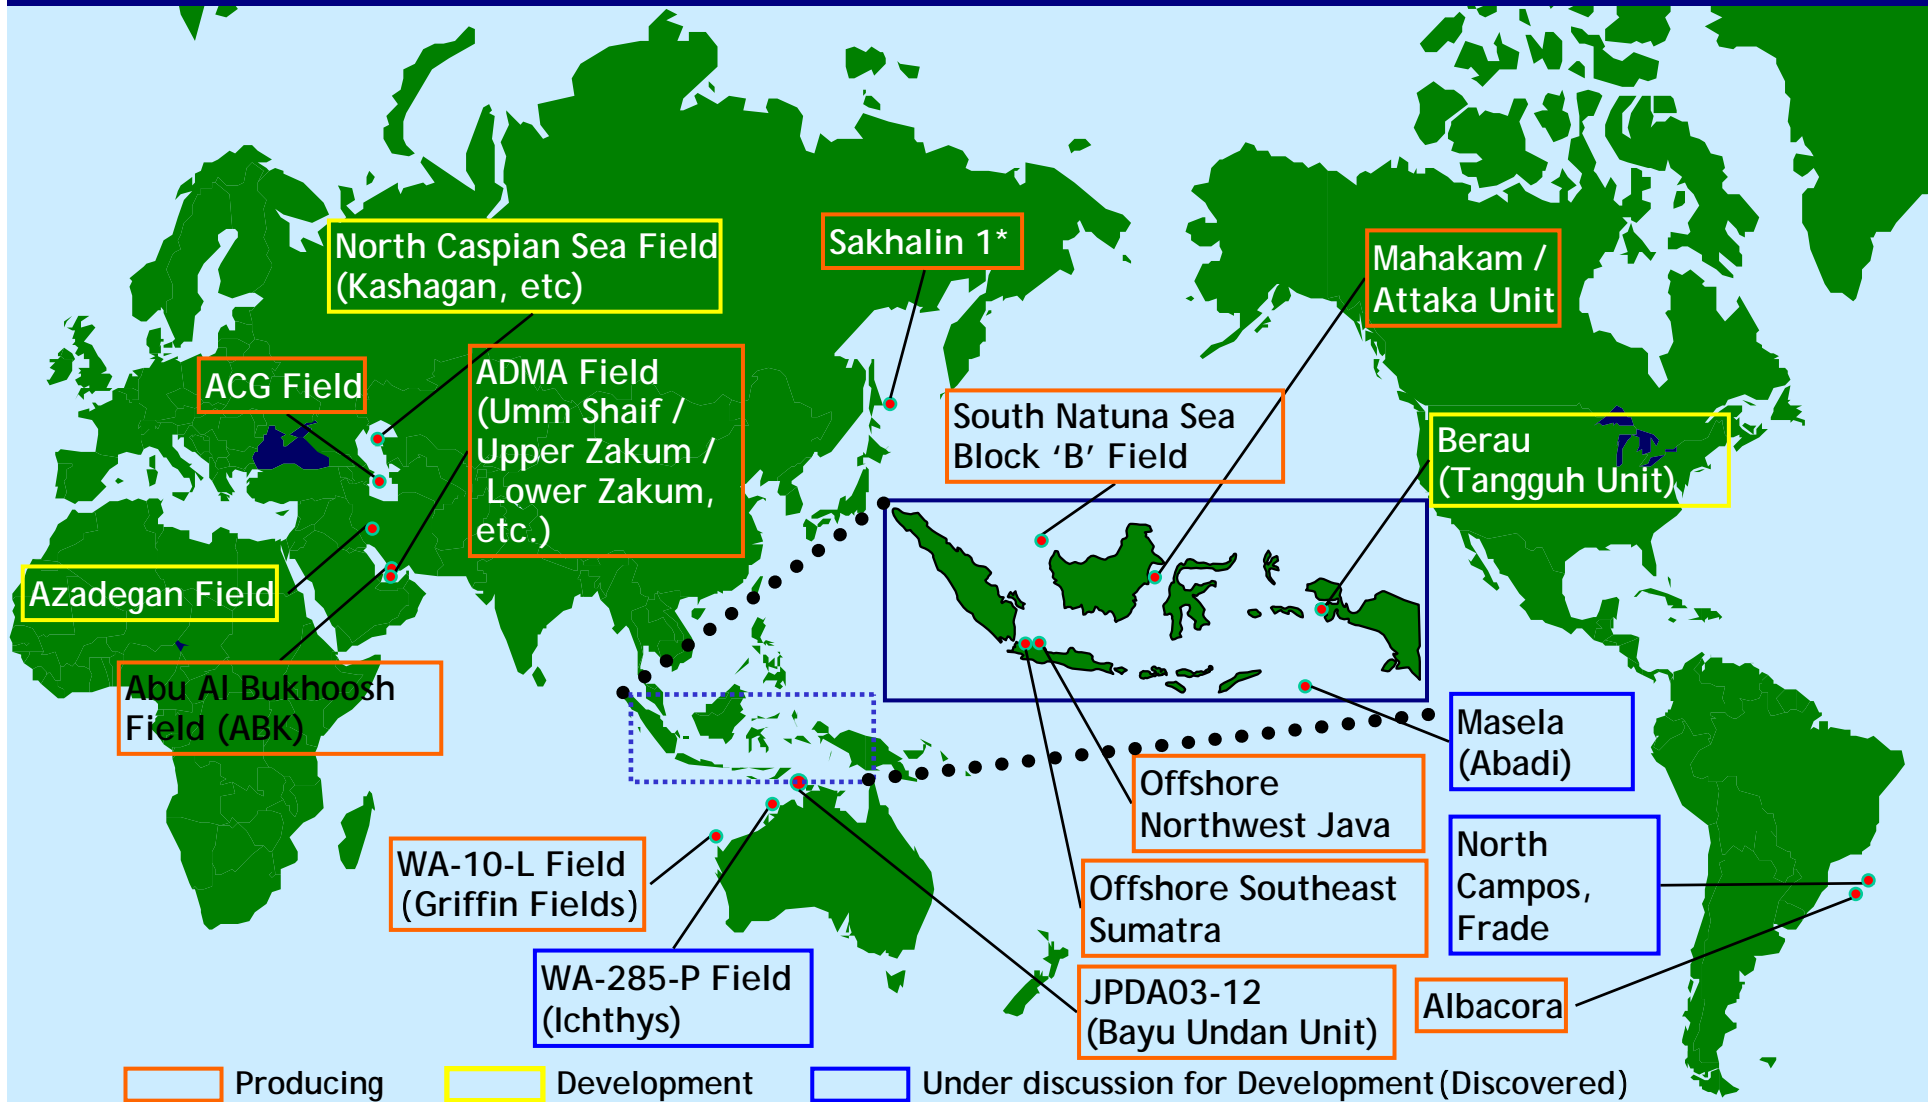 North Caspian Sea Field
(Kashagan, etc)
Sakhalin 1*
Mahakam /
Attaka Unit
ACG Field
ADMA Field
(Umm Shaif /
Upper Zakum /
Lower Zakum,
etc.)
South Natuna Sea
Block ‘B’ Field
Berau
(Tangguh Unit)
Azadegan Field
Abu Al Bukhoosh
Field (ABK)
Masela
(Abadi)
Offshore
Northwest Java
WA-10-L Field
(Griffin Fields)
Offshore Southeast
Sumatra
North
Campos,
Frade
WA-285-P Field
(Ichthys)
JPDA03-12
(Bayu Undan Unit)
Albacora
Producing
Development
Under discussion for Development (Discovered)